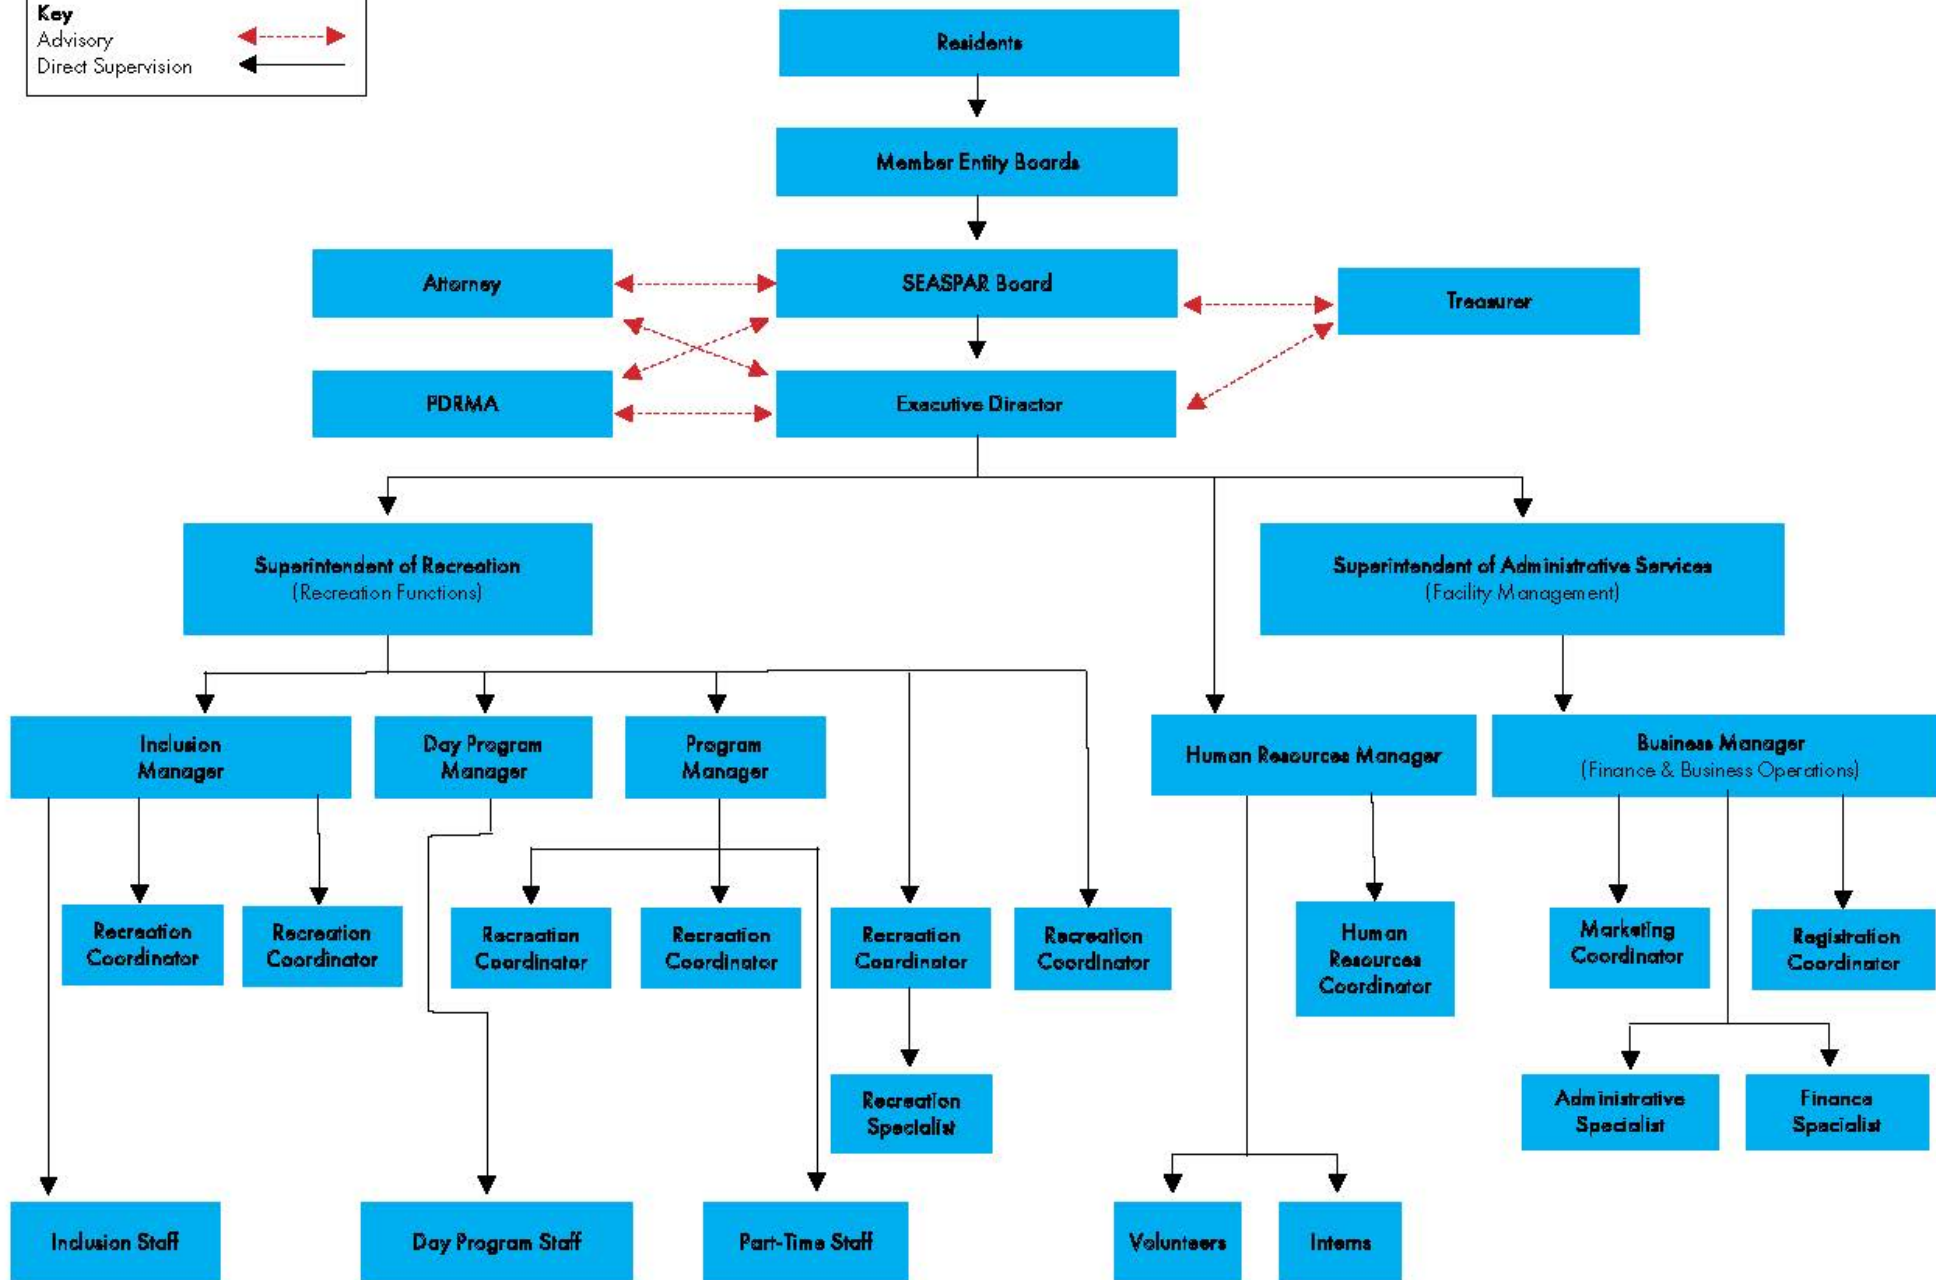 Key
Advisory
Direct Supervision
Residents
Member Entity Boards
Attorney
SEASPAR Board
Treasurer
PDRMA
Executive Director
Superintendent of Recreation
(Recreation Functions)
Superintendent of Administrative Services
(Facility Management)
Inclusion
Manager
Day Program
Manager
Program
Manager
Human Resources Manager
Business Manager
(Finance & Business Operations)
Recreation
Coordinator
Recreation
Coordinator
Recreation
Coordinator
Recreation
Coordinator
Recreation
Coordinator
Recreation
Coordinator
Human
Resources
Coordinator
Marketing
Coordinator
Registration
Coordinator
Recreation
Specialist
Administrative
Specialist
Finance
Specialist
Inclusion Staff
Day Program Staff
Part-Time Staff
Volunteers
Interns